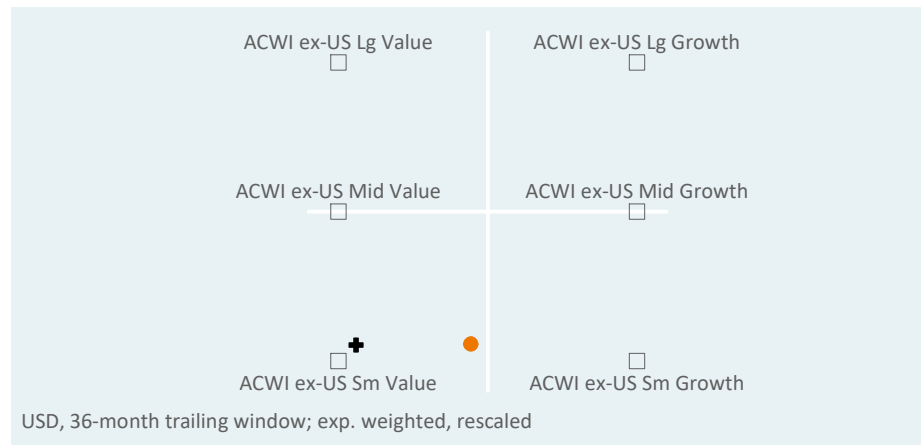 ACWI ex-US Lg Value
ACWI ex-US Lg Growth
ACWI ex-US Mid Value
ACWI ex-US Mid Growth
ACWI ex-US Sm Value
ACWI ex-US Sm Growth
USD, 36-month trailing window; exp. weighted, rescaled